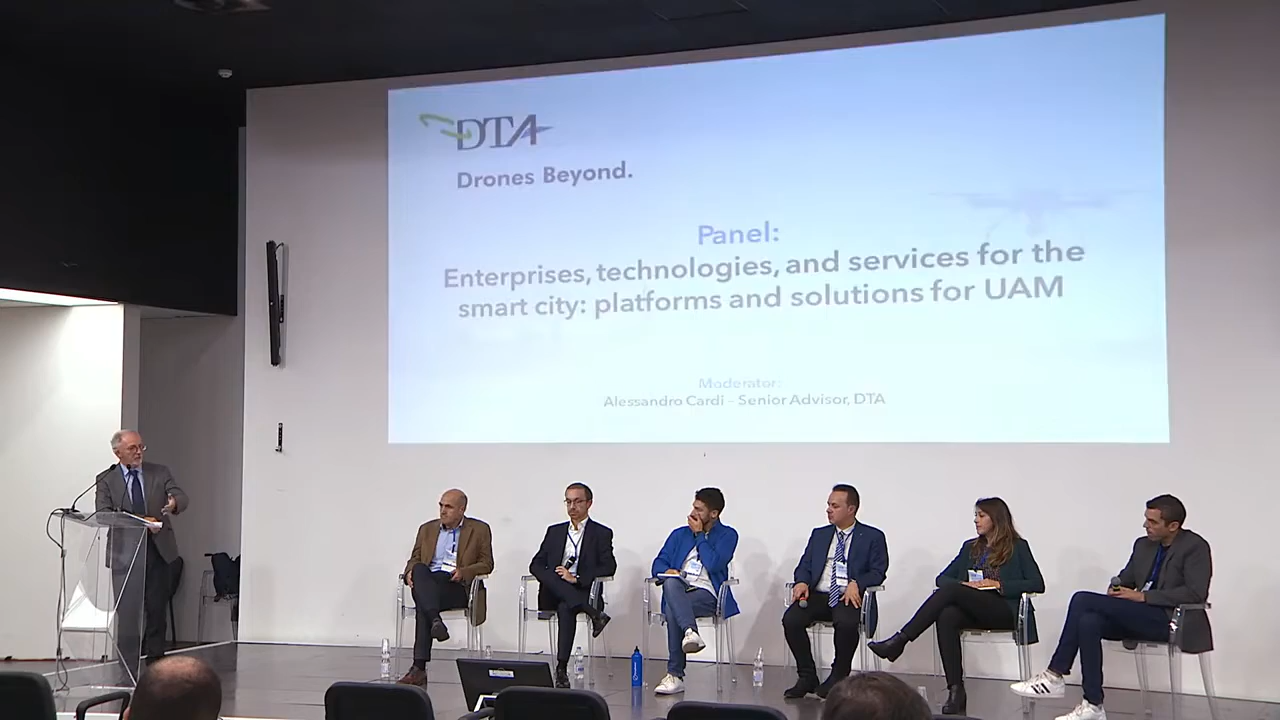 DTA
Drones Beyond.
Panel:
Enterprises, technologies, and services for the
smart city: platforms and solutions for UAM
Moderator:
Alessandro Cardi – Senior Advisor, DTA